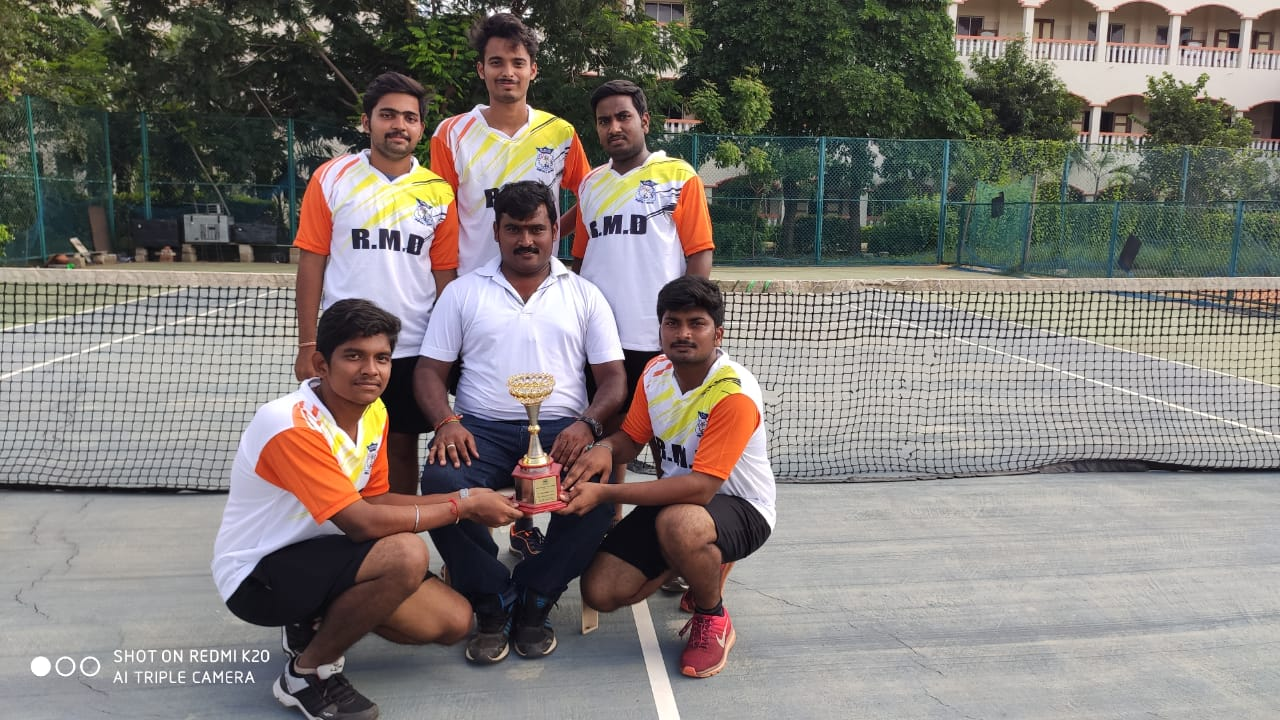 R.M.D
R
R.M.D
R.M.
SHOT ON REDMI K20
AI TRIPLE CAMERA